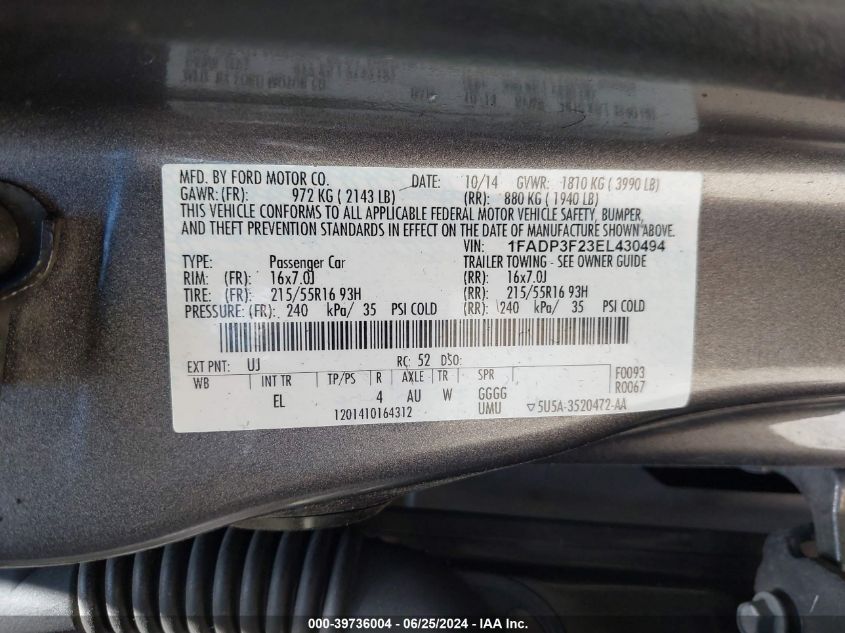 MFD. BY FORD MOTOR CO. DATE: 10/14 GVWR: 1810 KG ( 3990 LB)
GAWR: (FR): 972 KG ( 2143 LB) (RR): 880 KG ( 1940 LB)
THIS VEHICLE CONFORMS TO ALL APPLICABLE FEDERAL MOTOR VEHICLE SAFETY, BUMPER,
AND THEFT PREVENTION STANDARDS IN EFFECT ON THE DATE OF MANUFACTURE SHOWN ABOVE.
VIN: 1FADP3F23EL430494
TYPE: Passenger Car TRAILER TOWING - SEE OWNER GUIDE
RIM: (FR): 16x7.0J (RR): 16x7.0J
TIRE: (FR): 215/55R16 93H (RR): 215/55R16 93H
PRESSURE: (FR): 240 kPa/ 35 PSI COLD (RR): 240 kPa/ 35 PSI COLD
EXT PNT: UJ RC: 52 DSO: F0093
WB INT TR TP/PS R AXLE TR SPR R0067
EL 4 AU W GGGG
1201410164312 UMU ▽5U5A-3520472-AA
000-39736004 - 06/25/2024 - IAA Inc.